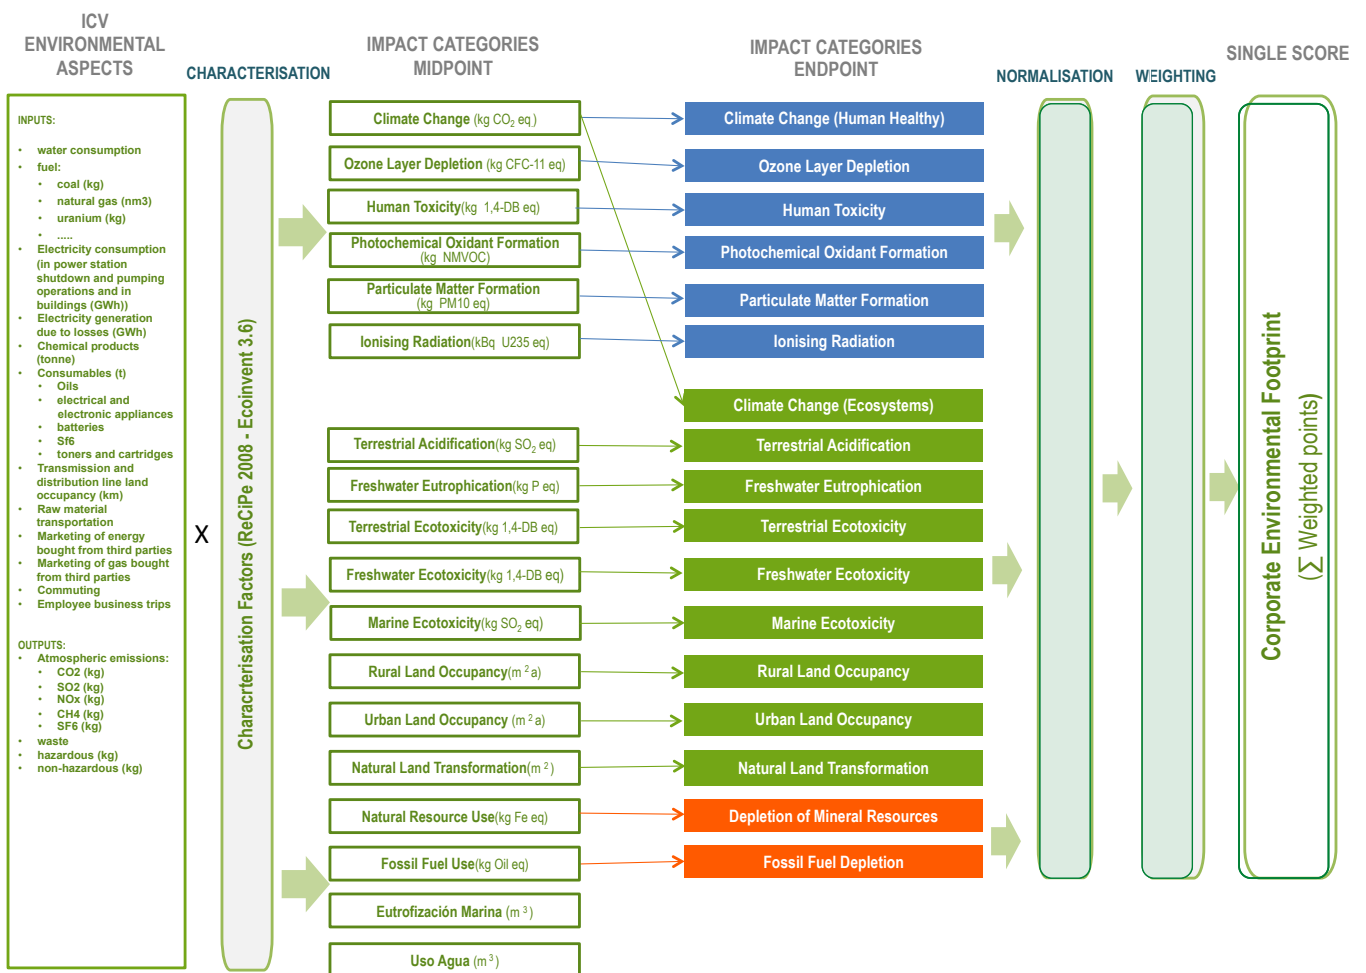 ICV
ENVIRONMENTAL
ASPECTS
CHARACTERISATION
IMPACT CATEGORIES
MIDPOINT
IMPACT CATEGORIES
ENDPOINT
NORMALISATION
WEIGHTING
SINGLE SCORE
INPUTS:
• water consumption
• fuel:
• coal (kg)
• natural gas (nm3)
• uranium (kg)
• .....
• Electricity consumption
(in power station
shutdown and pumping
operations and in
buildings (GWh))
• Electricity generation
due to losses (GWh)
• Chemical products
(tonne)
• Consumables (t)
• Oils
• electrical and
electronic appliances
• batteries
• Sf6
• toners and cartridges
• Transmission and
distribution line land
occupancy (km)
• Raw material
transportation
• Marketing of energy
bought from third parties
• Marketing of gas bought
from third parties
• Commuting
• Employee business trips
OUTPUTS:
• Atmospheric emissions:
• CO2 (kg)
• SO2 (kg)
• NOx (kg)
• CH4 (kg)
• SF6 (kg)
• waste
• hazardous (kg)
• non-hazardous (kg)
X
Characrterisation Factors (ReCiPe 2008 - Ecoinvent 3.6)
Climate Change (kg CO2 eq)
Ozone Layer Depletion (kg CFC-11 eq)
Human Toxicity(kg 1,4-DB eq)
Photochemical Oxidant Formation
(kg NMVOC)
Particulate Matter Formation
(kg PM10 eq)
Ionising Radiation(kBq U235 eq)
Terrestrial Acidification(kg SO2 eq)
Freshwater Eutrophication(kg P eq)
Terrestrial Ecotoxicity(kg 1,4-DB eq)
Freshwater Ecotoxicity(kg 1,4-DB eq)
Marine Ecotoxicity(kg SO2 eq)
Rural Land Occupancy(m2a)
Urban Land Occupancy (m2a)
Natural Land Transformation(m2)
Natural Resource Use(kg Fe eq)
Fossil Fuel Use(kg Oil eq)
Eutrofización Marina (m3)
Uso Agua (m3)
Climate Change (Human Healthy)
Ozone Layer Depletion
Human Toxicity
Photochemical Oxidant Formation
Particulate Matter Formation
Ionising Radiation
Climate Change (Ecosystems)
Terrestrial Acidification
Freshwater Eutrophication
Terrestrial Ecotoxicity
Freshwater Ecotoxicity
Marine Ecotoxicity
Rural Land Occupancy
Urban Land Occupancy
Natural Land Transformation
Depletion of Mineral Resources
Fossil Fuel Depletion
Corporate Environmental Footprint
(∑ Weighted points)